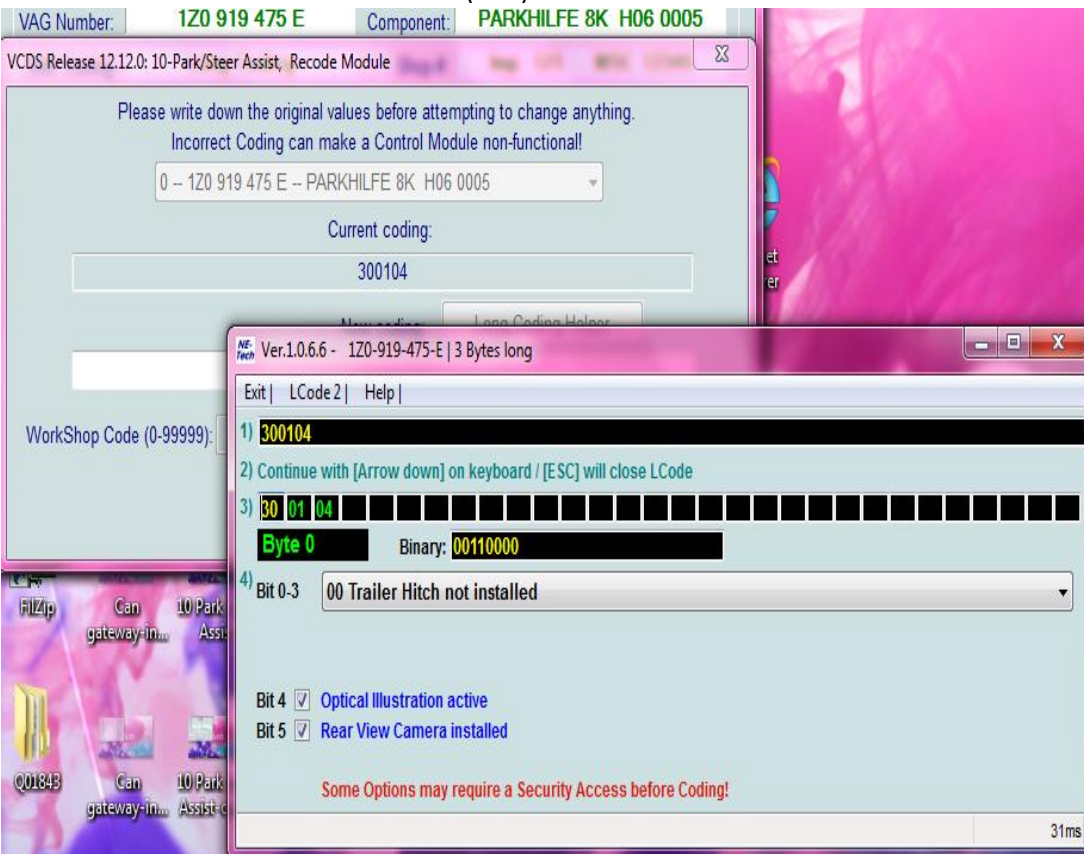 VAG Number: 1Z0 919 475 E Component: PARKHILFE 8K H06 0005
VCDS Release 12.12.0: 10-Park/Steer Assist, Recode Module
Please write down the original values before attempting to change anything.
Incorrect Coding can make a Control Module non-functional!
0 -- 1Z0 919 475 E -- PARKHILFE 8K H06 0005
Current coding:
300104
New coding: Long Coding Helper
WorkShop Code (0-99999):
NE-Tech Ver.1.0.6.6 - 1Z0-919-475-E | 3 Bytes long
Exit | LCode 2 | Help |
1) 300104
2) Continue with [Arrow down] on keyboard / [ESC] will close LCode
3) 30 01 04
Byte 0 Binary: 00110000
4) Bit 0-3 00 Trailer Hitch not installed
Bit 4 Optical Illustration active
Bit 5 Rear View Camera installed
Some Options may require a Security Access before Coding!
31ms
FilZip
Can gateway-in...
10 Park
Q01843
Can gateway-in...
10 Park Assist-c